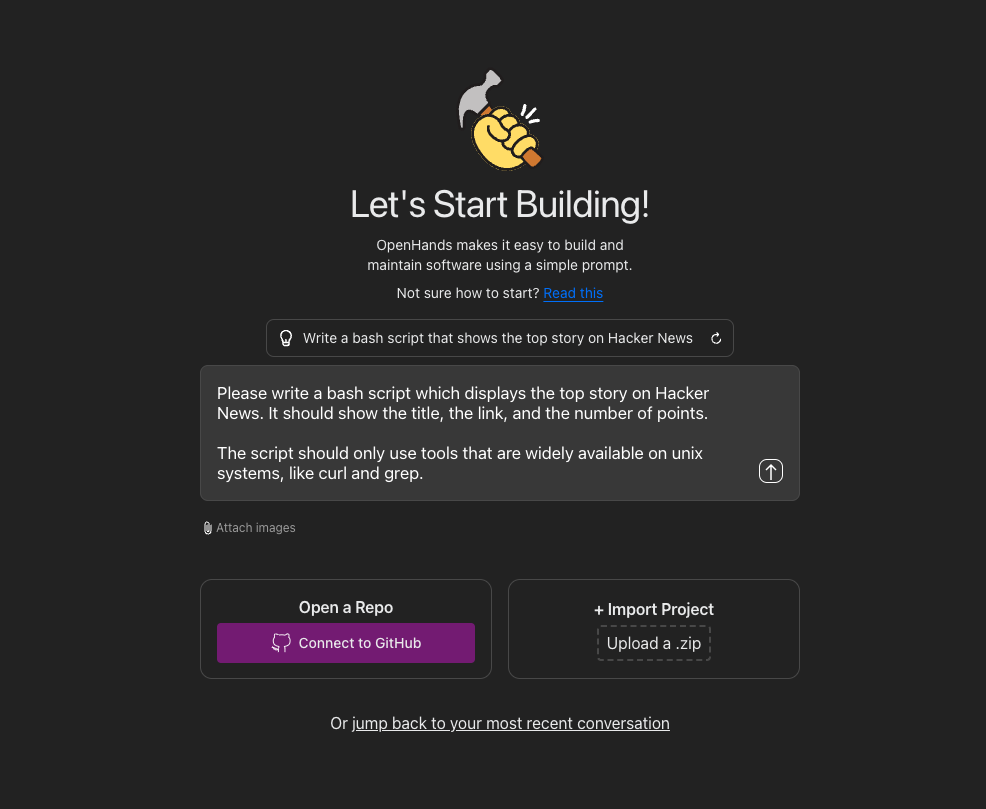 Let's Start Building!
OpenHands makes it easy to build and
maintain software using a simple prompt.
Not sure how to start? Read this
Write a bash script that shows the top story on Hacker News
Please write a bash script which displays the top story on Hacker
News. It should show the title, the link, and the number of points.
The script should only use tools that are widely available on unix
systems, like curl and grep.
Attach images
Open a Repo
Connect to GitHub
+ Import Project
Upload a .zip
Or jump back to your most recent conversation